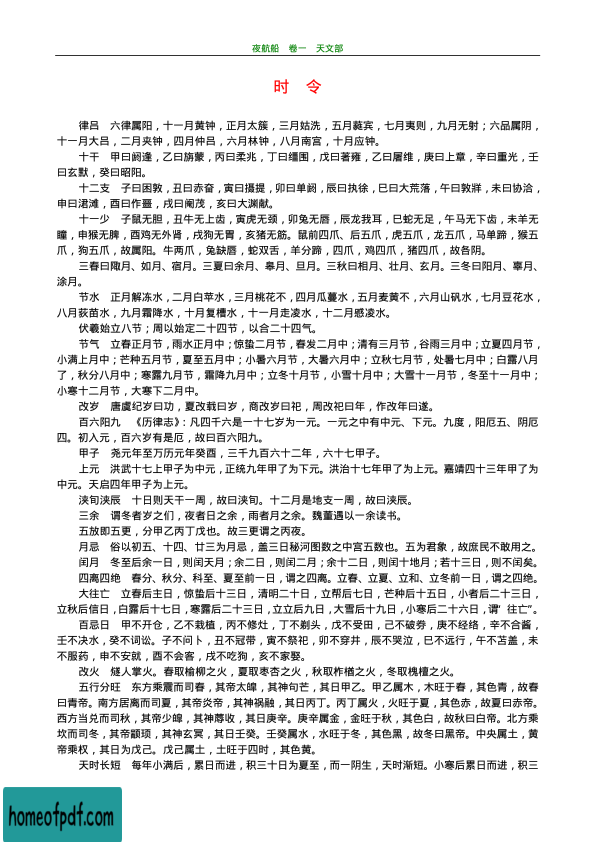 夜航船　卷一　天文部
时　令
律吕　六律属阳，十一月黄钟，正月太簇，三月姑洗，五月蕤宾，七月夷则，九月无射；六品属阴，
十一月大吕，二月夹钟，四月仲吕，六月林钟，八月南宫，十月应钟。
十干　甲曰阏逢，乙曰旃蒙，丙曰柔兆，丁曰缰围，戊曰著雍，乙曰屠维，庚曰上章，辛曰重光，壬
曰玄默，癸曰昭阳。
十二支　子曰困敦，丑曰赤奋，寅曰摄提，卯曰单阏，辰曰执徐，巳曰大荒落，午曰敦牂，未曰协洽，
申曰涒滩，酉曰作噩，戌曰阉茂，亥曰大渊献。
十一少　子鼠无胆，丑牛无上齿，寅虎无颈，卯兔无唇，辰龙我耳，巳蛇无足，午马无下齿，未羊无
瞳，申猴无脾，酉鸡无外肾，戌狗无胃，亥猪无筋。鼠前四爪、后五爪，虎五爪，龙五爪，马单蹄，猴五
爪，狗五爪，故属阳。牛两爪，兔缺唇，蛇双舌，羊分蹄，四爪，鸡四爪，猪四爪，故各阴。
三春曰陬月、如月、宿月。三夏曰余月、皋月、旦月。三秋曰相月、壮月、玄月。三冬曰阳月、辜月、
涂月。
节水　正月解冻水，二月白苹水，三月桃花不，四月瓜蔓水，五月麦黄不，六月山矾水，七月豆花水，
八月荻苗水，九月霜降水，十月复槽水，十一月走凌水，十二月感凌水。
伏羲始立八节；周以始定二十四节，以合二十四气。
节气　立春正月节，雨水正月中；惊蛰二月节，春发二月中；清有三月节，谷雨三月中；立夏四月节，
小满上月中；芒种五月节，夏至五月中；小暑六月节，大暑六月中；立秋七月节，处暑七月中；白露八月
了，秋分八月中；寒露九月节，霜降九月中；立冬十月节，小雪十月中；大雪十一月节，冬至十一月中；
小寒十二月节，大寒下二月中。
改岁　唐虞纪岁曰功，夏改载曰岁，商改岁曰祀，周改祀曰年，作改年曰遂。
百六阳九　《历律志》：凡四千六是一十七岁为一元。一元之中有中元、下元。九度，阳厄五、阴厄
四。初入元，百六岁有是厄，故曰百六阳九。
甲子　尧元年至万历元年癸酉，三千九百六十二年，六十七甲子。
上元　洪武十七上甲子为中元，正统九年甲了为下元。洪治十七年甲了为上元。嘉靖四十三年甲了为
中元。天启四年甲子为上元。
浃旬浃辰　十日则天干一周，故曰浃旬。十二月是地支一周，故曰浃辰。
三余　谓冬者岁之们，夜者日之余，雨者月之余。魏董遇以一余读书。
五放即五更，分甲乙丙丁戊也。故三更谓之丙夜。
月忌　俗以初五、十四、廿三为月忌，盖三日秘河图数之中宫五数也。五为君象，故庶民不敢用之。
闰月　冬至后余一日，则闰天月；余二日，则闰二月；余十二日，则闰十地月；若十三日，则不闰矣。
四离四绝　春分、秋分、科至、夏至前一日，谓之四离。立春、立夏、立和、立冬前一日，谓之四绝。
大往亡　立春后主日，惊蛰后十三日，清明二十日，立帮后七日，芒种后十五日，小者后二十三日，
立秋后信日，白露后十七日，寒露后二十三日，立立后九日，大雪后十九日，小寒后二十六日，谓“往亡”。
百忌日　甲不开仓，乙不栽植，丙不修灶，丁不剃头，戊不受田，己不破券，庚不经络，辛不合酱，
壬不决水，癸不词讼。子不问卜，丑不冠带，寅不祭祀，卯不穿井，辰不哭泣，巳不远行，午不苫盖，未
不服药，申不安就，酉不会客，戌不吃狗，亥不家娶。
改火　燧人掌火。春取榆柳之火，夏取枣杏之火，秋取柞楢之火，冬取槐檀之火。
五行分旺　东方乘震而司春，其帝太皥，其神句芒，其日甲乙。甲乙属木，木旺于春，其色青，故春
曰青帝。南方居离而司夏，其帝炎帝，其神祸融，其日丙丁。丙丁属火，火旺于夏，其色赤，故夏曰赤帝。
西方当兑而司秋，其帝少皥，其神蓐收，其日庚辛。庚辛属金，金旺于秋，其色白，故秋曰白帝。北方乘
坎而司冬，其帝颛顼，其神玄冥，其日壬癸。壬癸属水，水旺于冬，其色黑，故冬曰黑帝。中央属土，黄
帝乘权，其日为戊己。戊己属土，土旺于四时，其色黄。
天时长短　每年小满后，累日而进，积三十日为夏至，而一阴生，天时渐短。小寒后累日而进，积三
homeofpdf.com